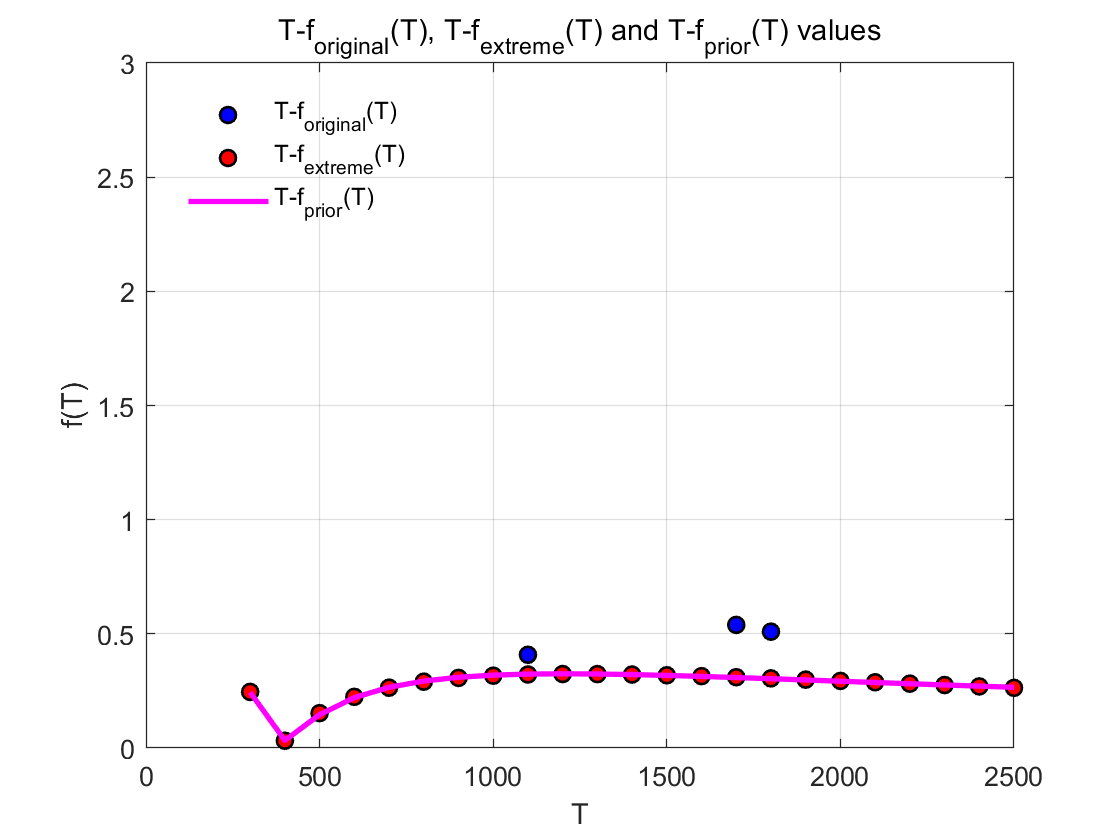 T-f_original(T), T-f_extreme(T) and T-f_prior(T) values
T-f_original(T)
T-f_extreme(T)
T-f_prior(T)
f(T)
3
2.5
2
1.5
1
0.5
0
0 500 1000 1500 2000 2500
T